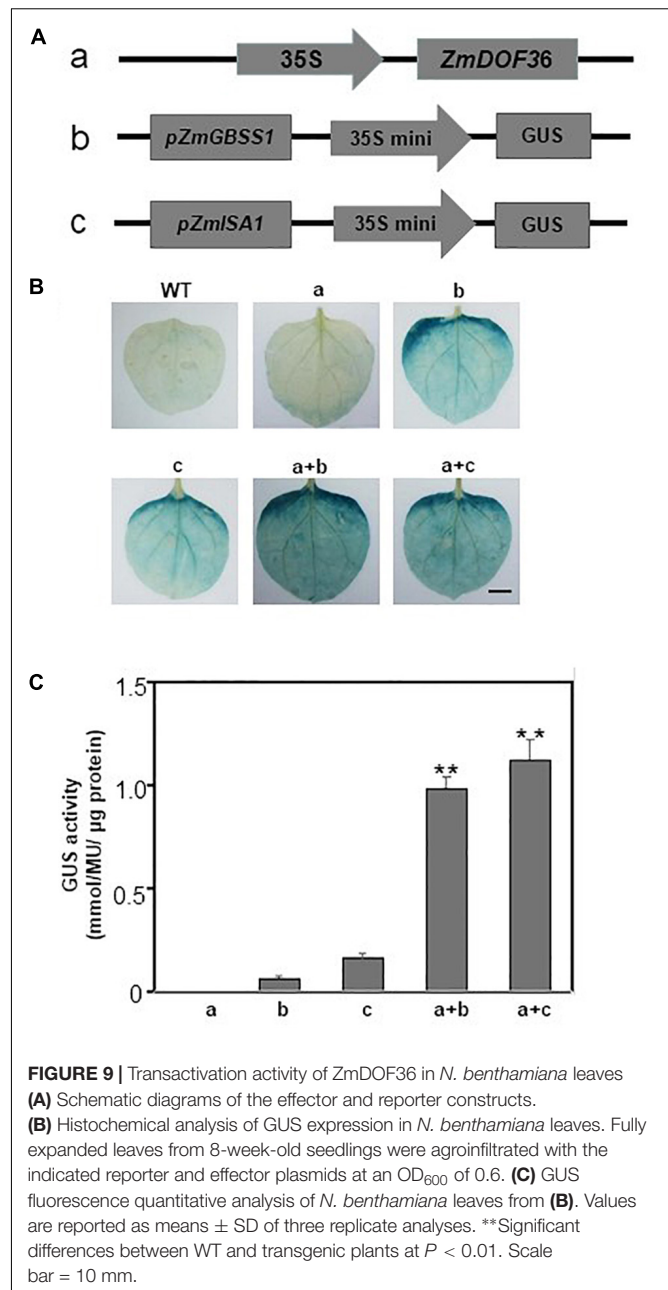 A
a 35S ZmDOF36
b pZmGBSS1 35S mini GUS
c pZmISA1 35S mini GUS
B
WT a b
c a+b a+c
C
1.5
1.0
0.5
0
GUS activity
(mmol/MU/ µg protein)
** **
a b c a+b a+c
FIGURE 9 | Transactivation activity of ZmDOF36 in N. benthamiana leaves
(A) Schematic diagrams of the effector and reporter constructs.
(B) Histochemical analysis of GUS expression in N. benthamiana leaves. Fully
expanded leaves from 8-week-old seedlings were agroinfiltrated with the
indicated reporter and effector plasmids at an OD600 of 0.6. (C) GUS
fluorescence quantitative analysis of N. benthamiana leaves from (B). Values
are reported as means ± SD of three replicate analyses. **Significant
differences between WT and transgenic plants at P < 0.01. Scale
bar = 10 mm.